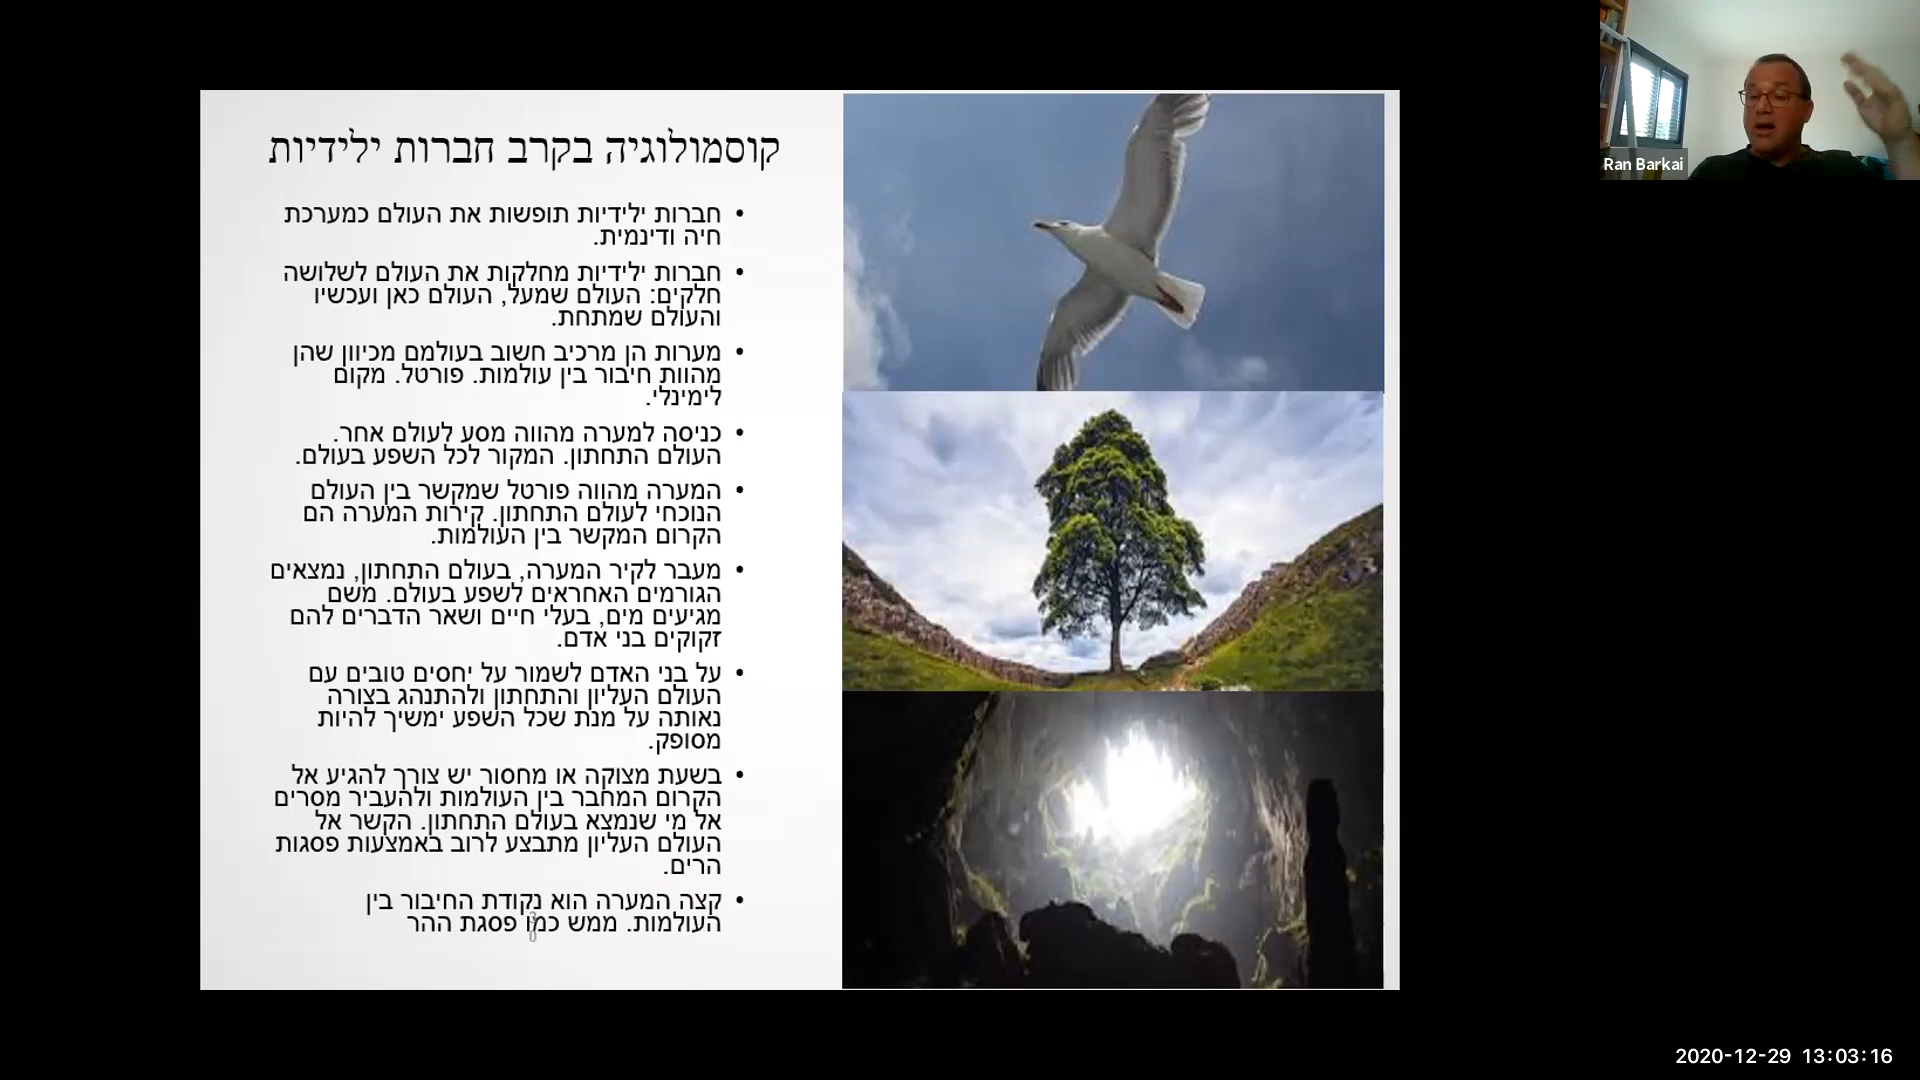 קוסמולוגיה בקרב חברות ילידיות
• חברות ילידיות תופשות את העולם כמערכת
חיה ודינמית.
• חברות ילידיות מחלקות את העולם לשלושה
חלקים: העולם שמעל, העולם כאן ועכשיו
והעולם שמתחת.
• מערות הן מרכיב חשוב בעולמם מכיוון שהן
מהוות חיבור בין עולמות. פורטל. מקום
לימינלי.
• כניסה למערה מהווה מסע לעולם אחר.
העולם התחתון. המקור לכל השפע בעולם.
• המערה מהווה פורטל שמקשר בין העולם
הנוכחי לעולם התחתון. קירות המערה הם
הקרום המקשר בין העולמות.
• מעבר לקיר המערה, בעולם התחתון, נמצאים
הגורמים האחראים לשפע בעולם. משם
מגיעים מים, בעלי חיים ושאר הדברים להם
זקוקים בני אדם.
• על בני האדם לשמור על יחסים טובים עם
העולם העליון והתחתון ולהתנהג בצורה
נאותה על מנת שכל השפע ימשיך להיות
מסופק.
• בשעת מצוקה או מחסור יש צורך להגיע אל
הקרום המחבר בין העולמות ולהעביר מסרים
אל מי שנמצא בעולם התחתון. הקשר אל
העולם העליון מתבצע לרוב באמצעות פסגות
הרים.
• קצה המערה הוא נקודת החיבור בין
העולמות. ממש כמו פסגת ההר
Ran Barkai
2020-12-29 13:03:16